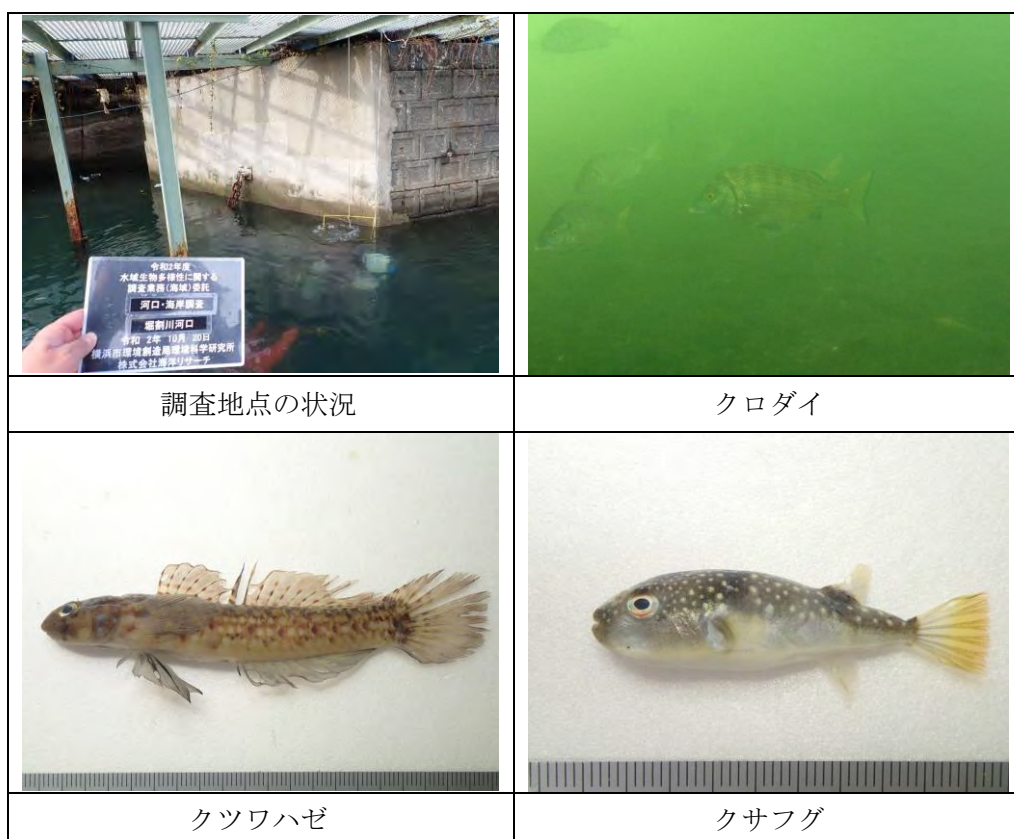 令和2年度
水域生物多様性に関する
調査業務(海域)委託
河口・海岸調査
堀割川河口
令和 2年 10月 20日
横浜市環境創造局環境科学研究所
株式会社海洋リサーチ
調査地点の状況
クロダイ
クツワハゼ
クサフグ